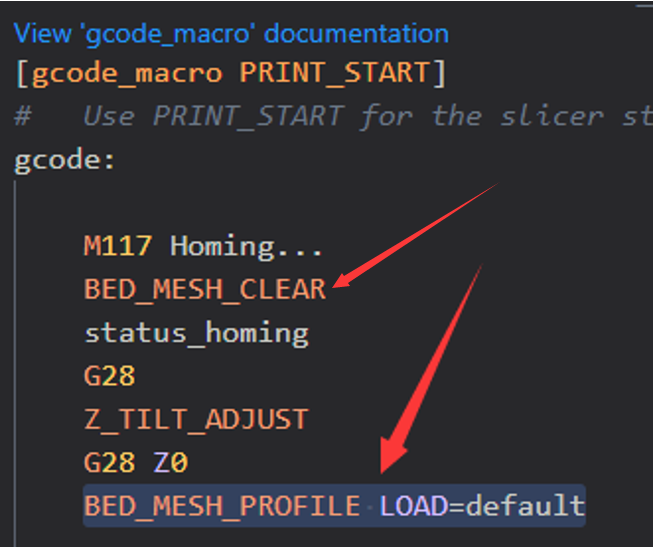 View 'gcode_macro' documentation
[gcode_macro PRINT_START]
#   Use PRINT_START for the slicer
gcode:
M117 Homing...
BED_MESH_CLEAR
status_homing
G28
Z_TILT_ADJUST
G28 Z0
BED_MESH_PROFILE LOAD=default